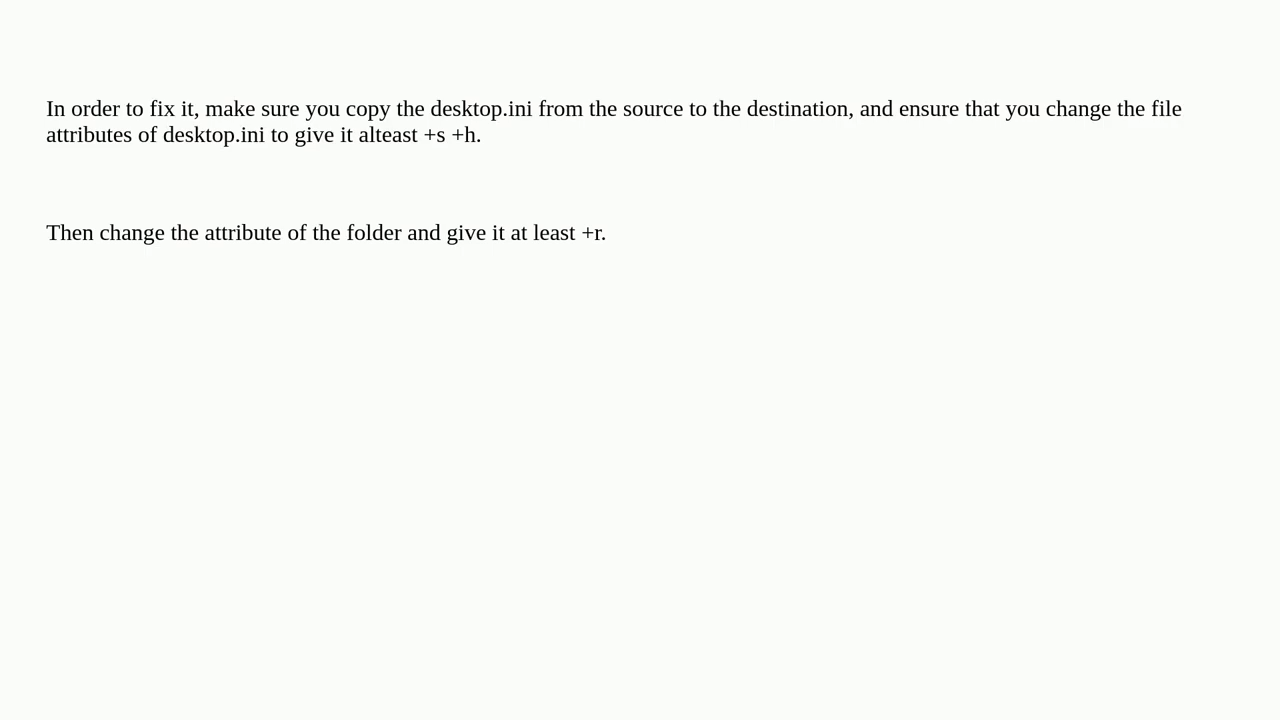 In order to fix it, make sure you copy the desktop.ini from the source to the destination, and ensure that you change the file
attributes of desktop.ini to give it alteast +s +h.
Then change the attribute of the folder and give it at least +r.